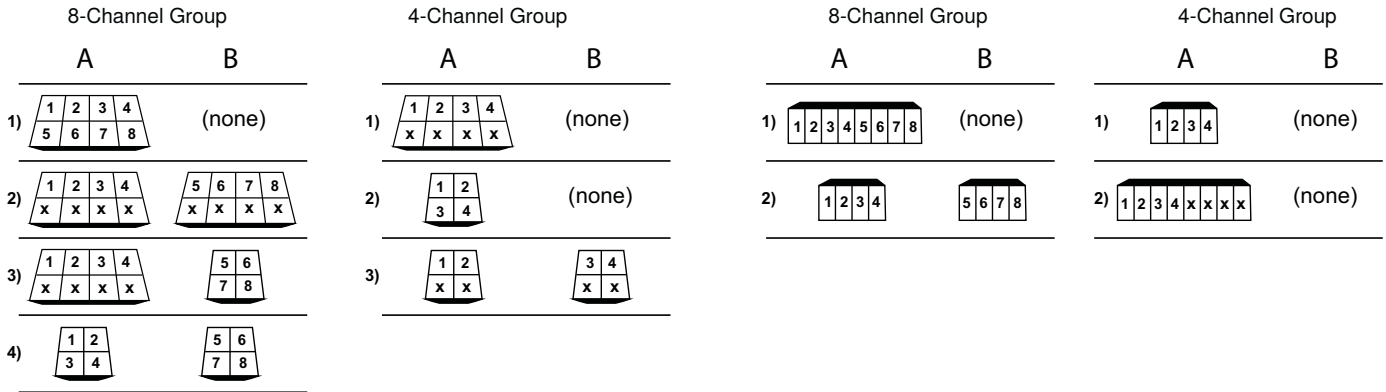 8-Channel Group 4-Channel Group 8-Channel Group 4-Channel Group
A B A B A B A B
1) 1 2 3 4 (none) 1) 1 2 3 4 (none) 1) 1 2 3 4 5 6 7 8 (none) 1) 1 2 3 4 (none)
5 6 7 8 x x x x
2) 1 2 3 4 5 6 7 8 2) 1 2 (none) 2) 1 2 3 4 5 6 7 8 2) 1 2 3 4 x x x x (none)
x x x x x x x x 3 4
3) 1 2 3 4 5 6 3) 1 2 3 4
x x x x 7 8 x x x x
4) 1 2 5 6
3 4 7 8